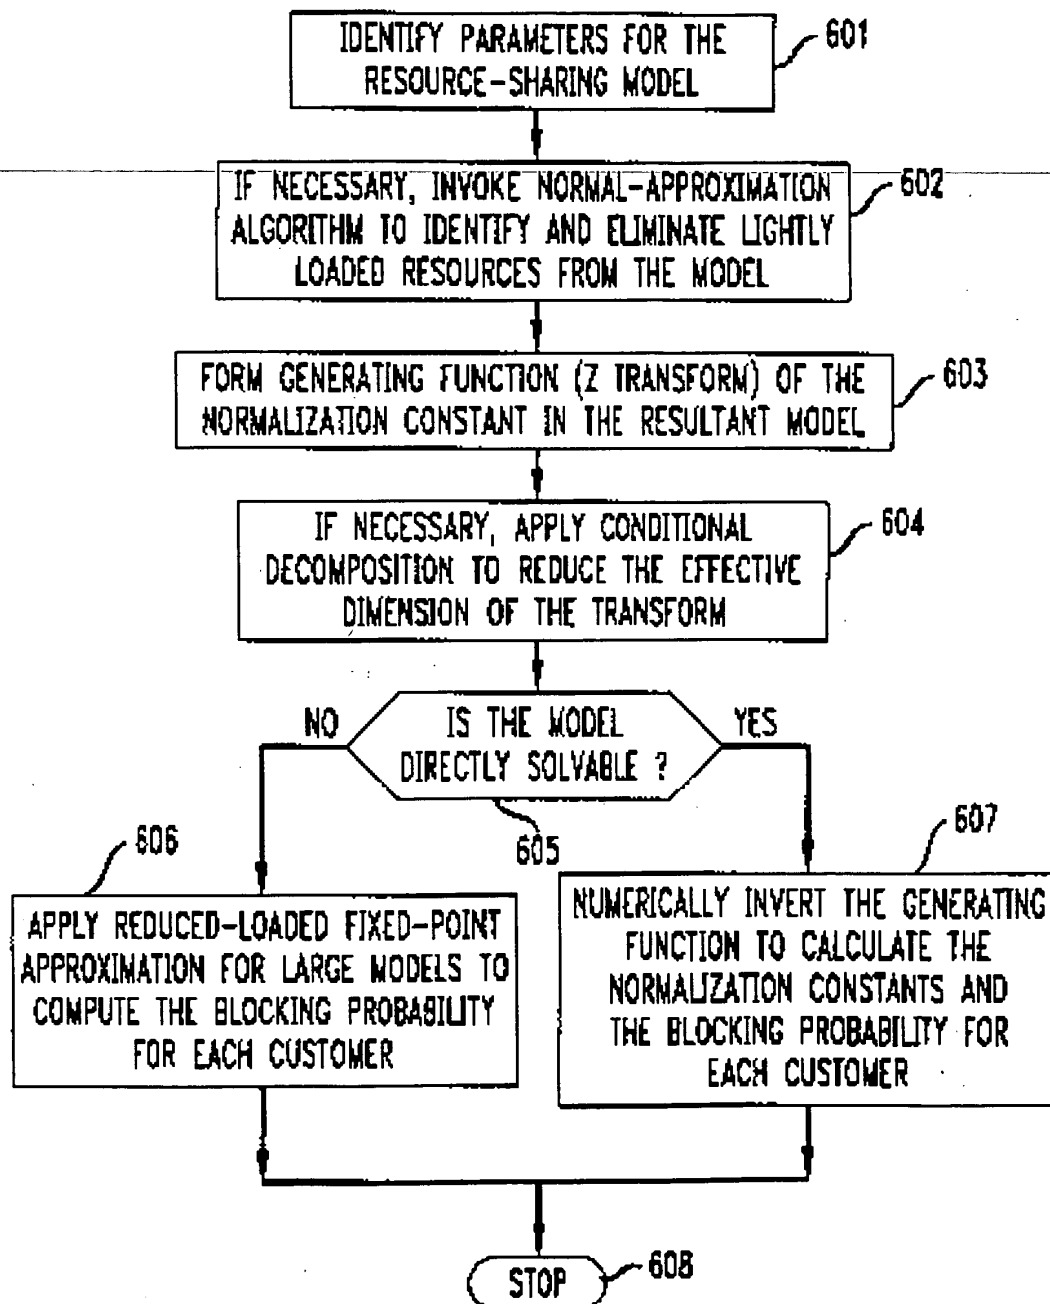 IDENTIFY PARAMETERS FOR THE
RESOURCE-SHARING MODEL
601
IF NECESSARY, INVOKE NORMAL-APPROXIMATION
ALGORITHM TO IDENTIFY AND ELIMINATE LIGHTLY
LOADED RESOURCES FROM THE MODEL
602
FORM GENERATING FUNCTION (Z TRANSFORM) OF THE
NORMALIZATION CONSTANT IN THE RESULTANT MODEL
603
IF NECESSARY, APPLY CONDITIONAL
DECOMPOSITION TO REDUCE THE EFFECTIVE
DIMENSION OF THE TRANSFORM
604
NO
IS THE MODEL
DIRECTLY SOLVABLE ?
YES
605
606
APPLY REDUCED-LOADED FIXED-POINT
APPROXIMATION FOR LARGE MODELS TO
COMPUTE THE BLOCKING PROBABILITY
FOR EACH CUSTOMER
607
NUMERICALLY INVERT THE GENERATING
FUNCTION TO CALCULATE THE
NORMALIZATION CONSTANTS AND
THE BLOCKING PROBABILITY FOR
EACH CUSTOMER
STOP
608